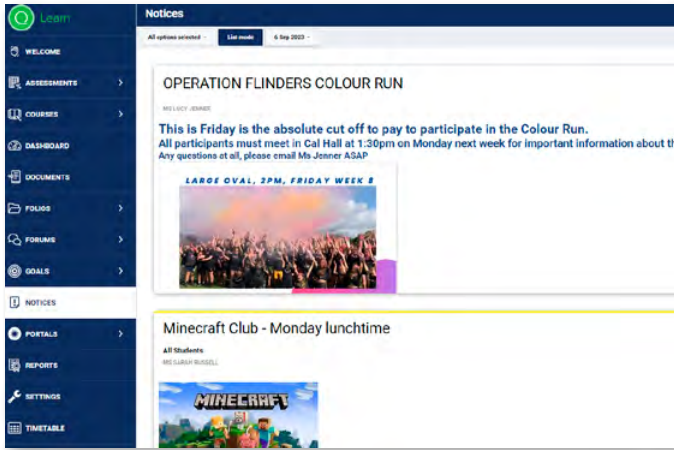 Learn
Notices
All options selected
List mode
6 Sep 2023
WELCOME
ASSESSMENTS
COURSES
DASHBOARD
DOCUMENTS
FOLIOS
FORUMS
GOALS
NOTICES
PORTALS
REPORTS
SETTINGS
TIMETABLE
OPERATION FLINDERS COLOUR RUN
MS LUCY JENNER
This is Friday is the absolute cut off to pay to participate in the Colour Run.
All participants must meet in Cal Hall at 1:30pm on Monday next week for important information about th
Any questions at all, please email Ms Jenner ASAP
LARGE OVAL, 2PM, FRIDAY WEEK 8
Minecraft Club - Monday lunchtime
All Students
MS SARAH RUSSELL
MINECRAFT